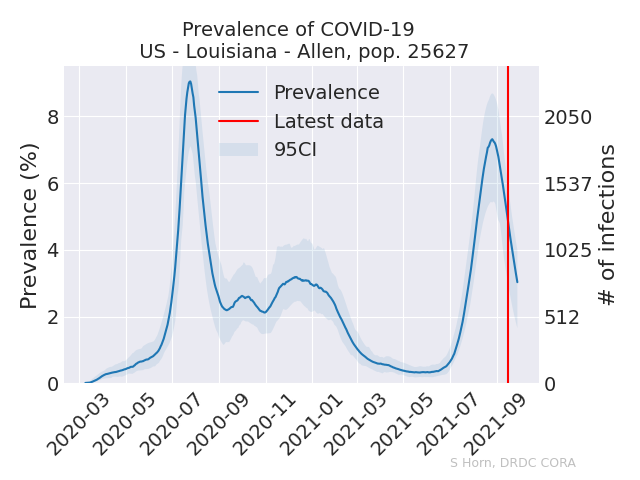 Prevalence of COVID-19
US - Louisiana - Allen, pop. 25627
Prevalence
Latest data
95CI
Prevalence (%)
8
6
4
2
0
# of infections
2050
1537
1025
512
0
2020-03
2020-05
2020-07
2020-09
2020-11
2021-01
2021-03
2021-05
2021-07
2021-09
S Horn, DRDC CORA